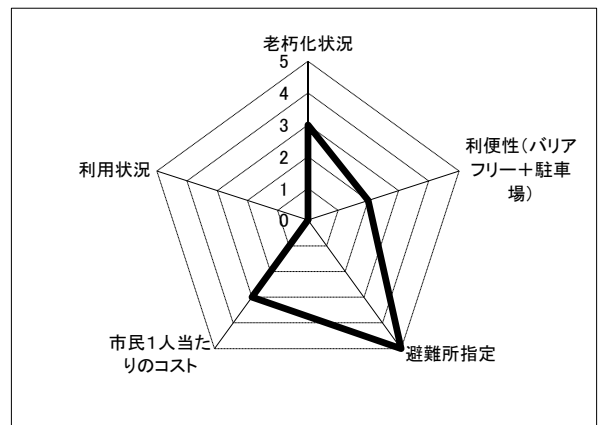 老朽化状況
5
4
3
2
1
0
利便性(バリア
フリー＋駐車
場)
避難所指定
市民1人当た
りのコスト
利用状況